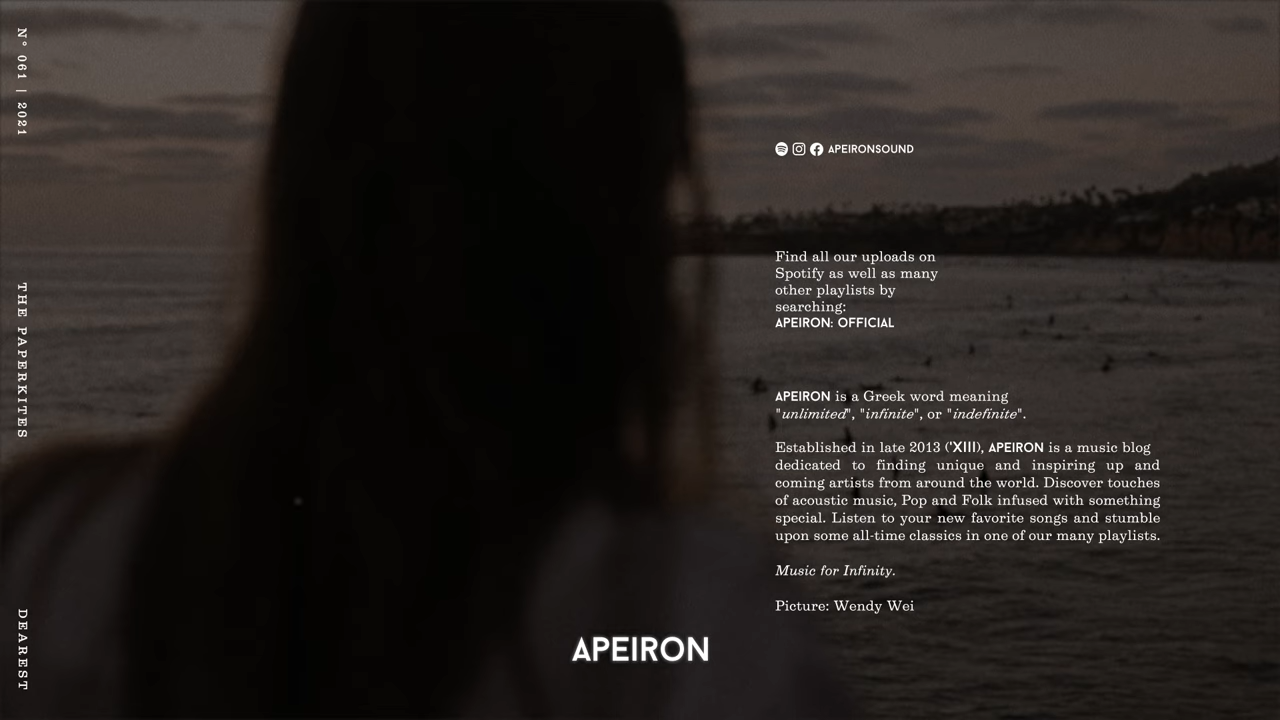 N° 061 | 2021
THE PAPERKITES
DEAREST
APEIRONSOUND
Find all our uploads on
Spotify as well as many
other playlists by
searching:
APEIRON: OFFICIAL
APEIRON is a Greek word meaning
"unlimited", "infinite", or "indefinite".
Established in late 2013 ('XIII), APEIRON is a music blog
dedicated to finding unique and inspiring up and
coming artists from around the world. Discover touches
of acoustic music, Pop and Folk infused with something
special. Listen to your new favorite songs and stumble
upon some all-time classics in one of our many playlists.
Music for Infinity.
Picture: Wendy Wei
APEIRON